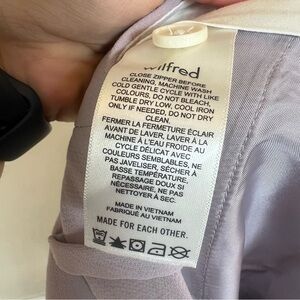 wilfred
CLOSE ZIPPER BEFORE
CLEANING, MACHINE WASH
COLD GENTLE CYCLE WITH LIKE
COLOURS, DO NOT BLEACH,
TUMBLE DRY LOW, COOL IRON
ONLY IF NEEDED, DO NOT DRY
CLEAN.
FERMER LA FERMETURE ÉCLAIR
AVANT DE LAVER, LAVER À LA
MACHINE À L'EAU FROIDE AU
CYCLE DÉLICAT AVEC
COULEURS SEMBLABLES, NE
PAS JAVELISER, SÉCHER À
BASSE TEMPÉRATURE,
REPASSAGE DOUX SI
NÉCESSAIRE, NE PAS
NETTOYER À SEC.
MADE IN VIETNAM
FABRIQUÉ AU VIETNAM
MADE FOR EACH OTHER.